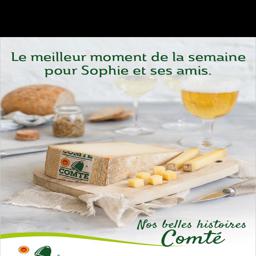 Le meilleur moment de la semaine
pour Sophie et ses amis.
COMTÉ
Nos belles histoires
Comté